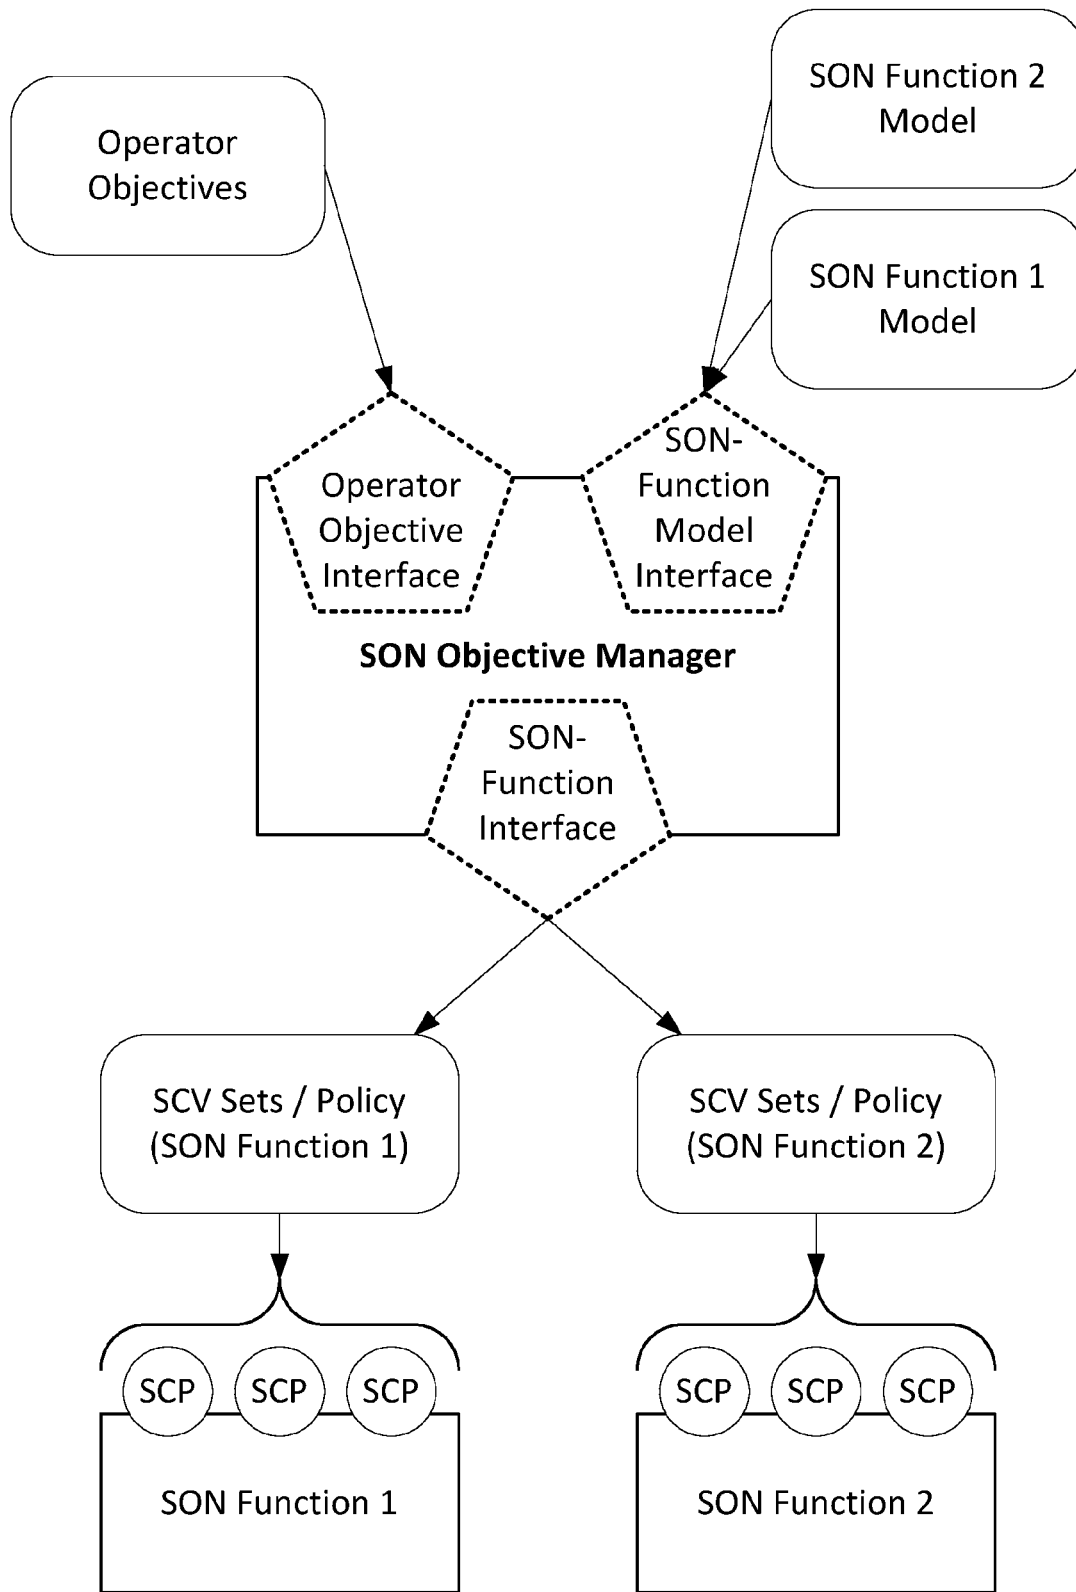 Operator
Objectives
SON Function 2
Model
SON Function 1
Model
Operator
Objective
Interface
SON-
Function
Model
Interface
SON Objective Manager
SON-
Function
Interface
SCV Sets / Policy
(SON Function 1)
SCV Sets / Policy
(SON Function 2)
SCP
SCP
SCP
SCP
SCP
SCP
SON Function 1
SON Function 2